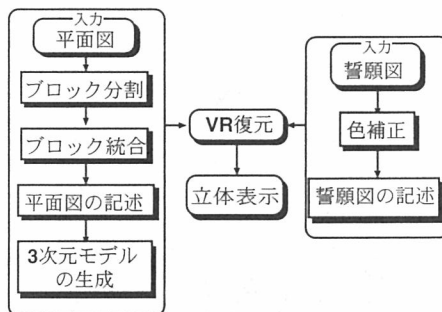 入力
平面図
ブロック分割
ブロック統合
平面図の記述
3次元モデル
の生成
VR復元
立体表示
入力
誓願図
色補正
誓願図の記述